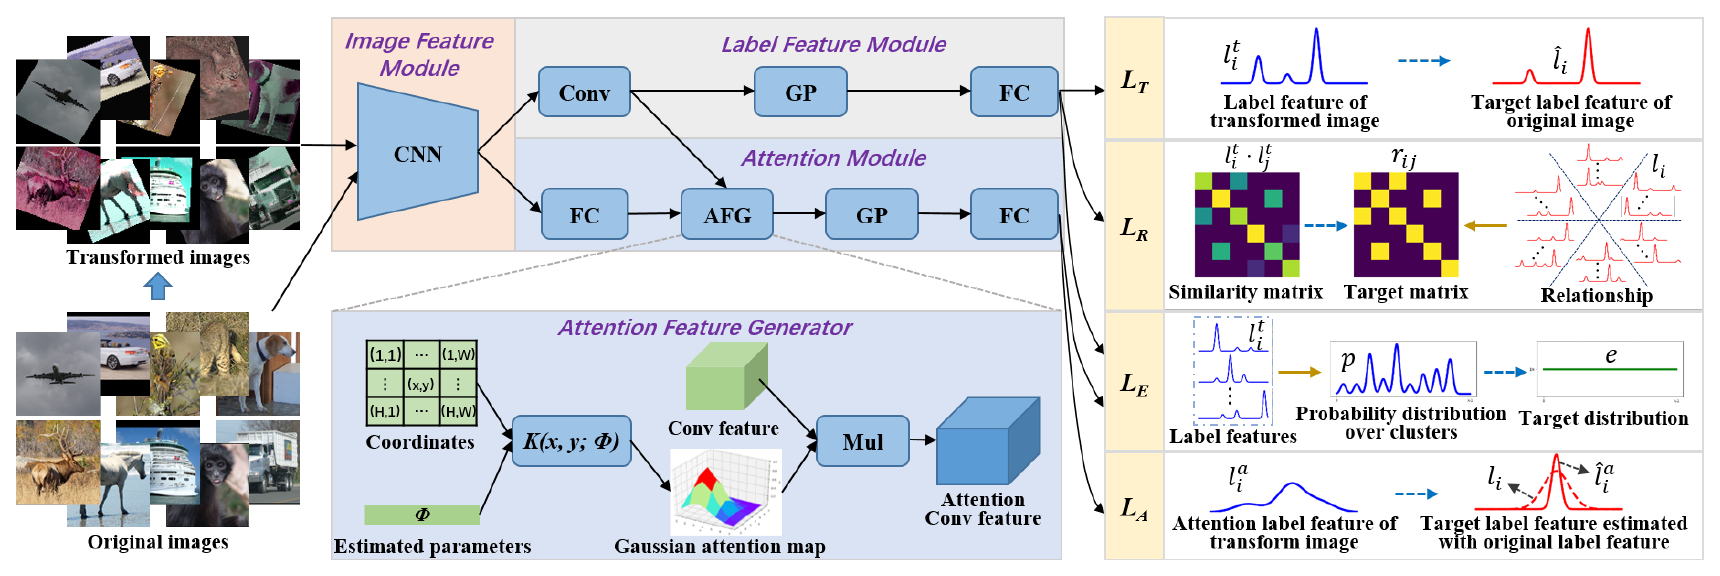 Transformed images
Original images
Image Feature
Module
CNN
Label Feature Module
Conv
GP
FC
Attention Module
FC
AFG
GP
FC
Attention Feature Generator
(1,1) ... (1,W)
⋮ (x,y) ⋮
(H,1) ... (H,W)
Coordinates
Φ
Estimated parameters
K(x, y; Φ)
Conv feature
Gaussian attention map
Mul
Attention
Conv feature
L_T
l_i^t
Label feature of
transformed image
l̂_i
Target label feature of
original image
L_R
l_i^t · l_j^t
Similarity matrix
r_ij
Target matrix
l_i
Relationship
L_E
l_i^t
Label features
p
Probability distribution
over clusters
e
Target distribution
L_A
l_i^a
Attention label feature of
transform image
l_i
l̂_i^a
Target label feature estimated
with original label feature